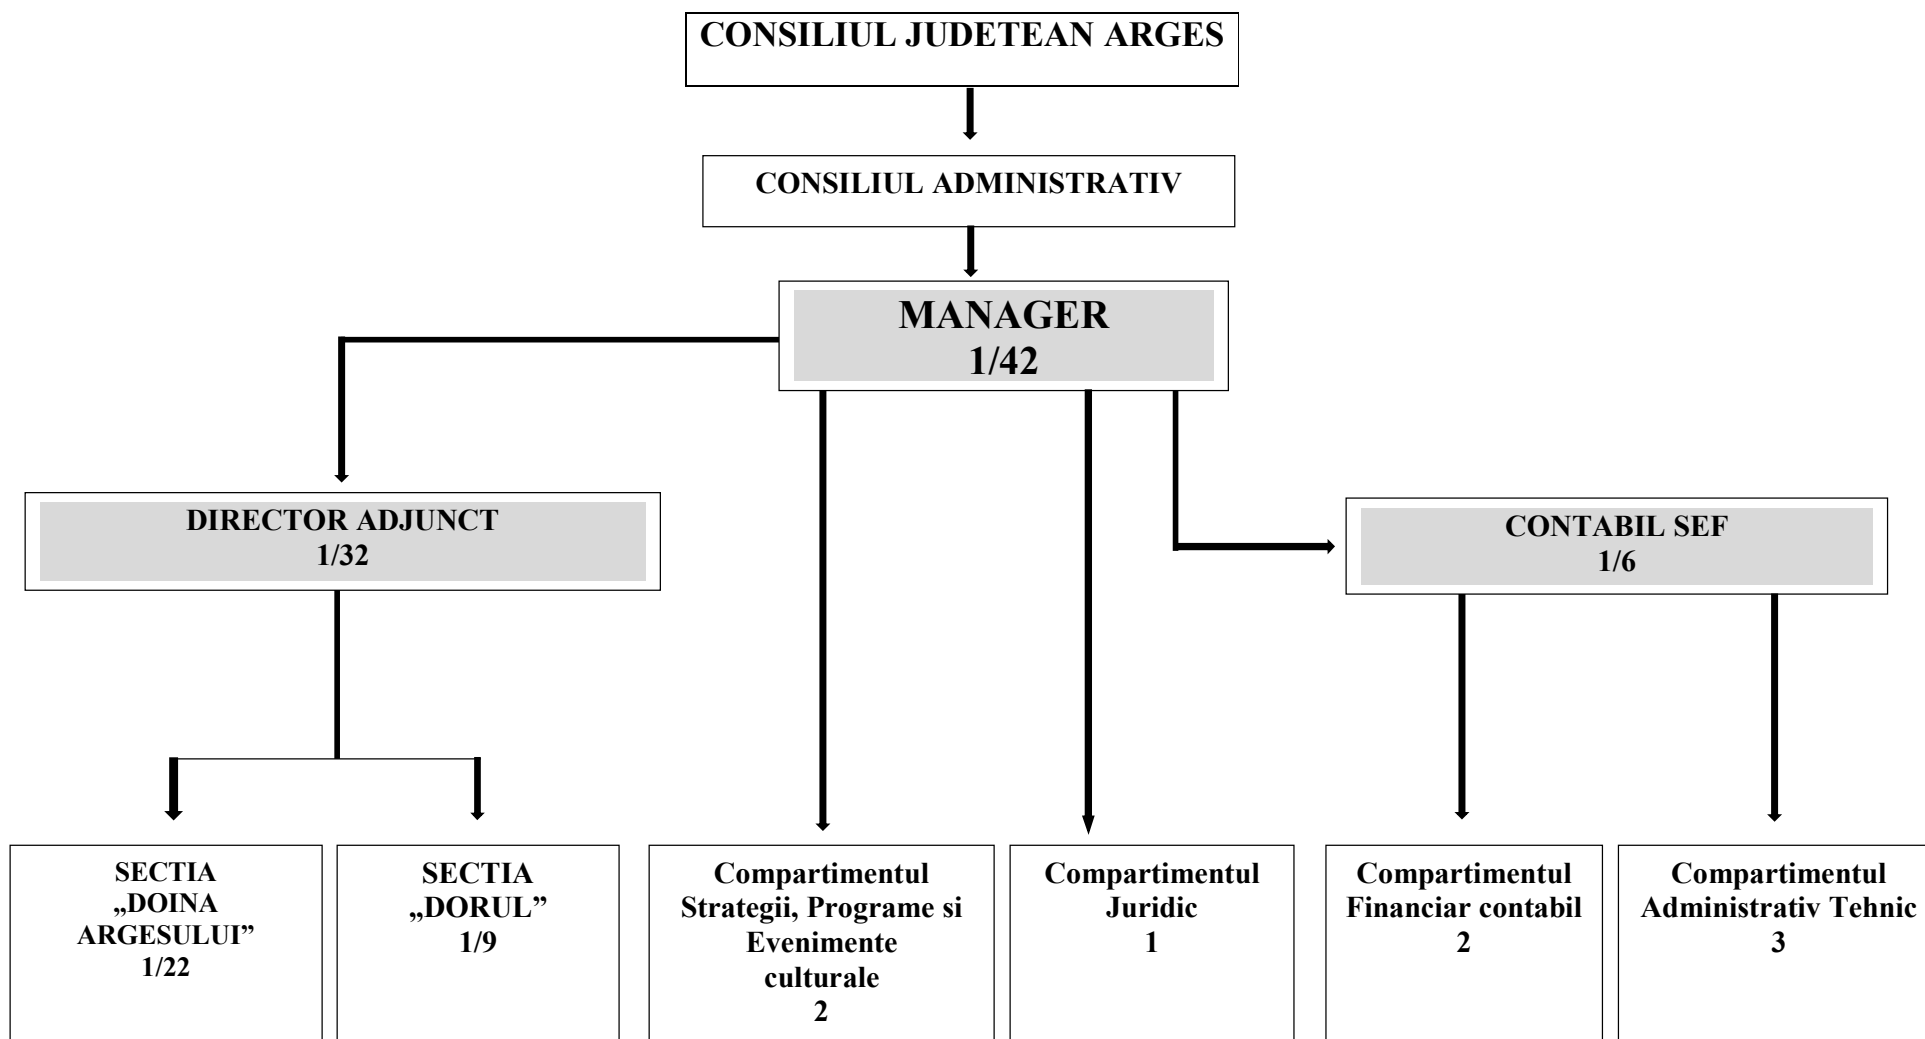 CONSILIUL JUDETEAN ARGES
CONSILIUL ADMINISTRATIV
MANAGER
1/42
DIRECTOR ADJUNCT
1/32
CONTABIL SEF
1/6
SECTIA
„DOINA
ARGESULUI”
1/22
SECTIA
„DORUL”
1/9
Compartimentul
Strategii, Programe si
Evenimente
culturale
2
Compartimentul
Juridic
1
Compartimentul
Financiar contabil
2
Compartimentul
Administrativ Tehnic
3